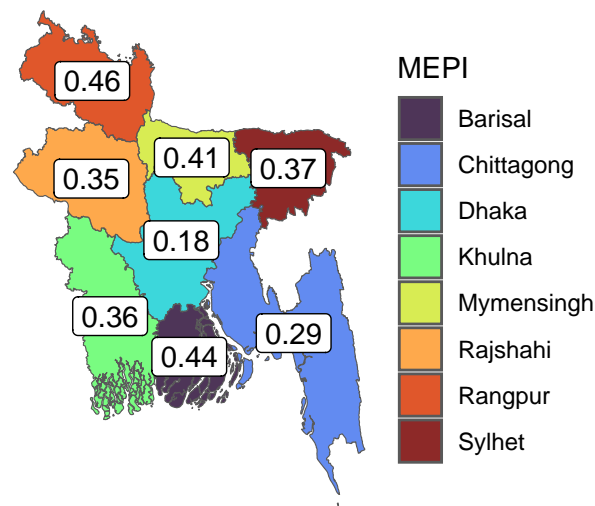 0.46
0.41
0.37
0.35
0.18
0.36
0.29
0.44
MEPI
Barisal
Chittagong
Dhaka
Khulna
Mymensingh
Rajshahi
Rangpur
Sylhet